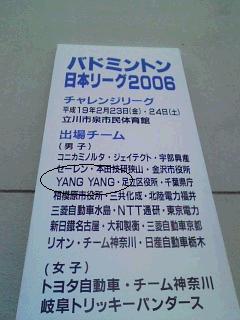 バドミントン
日本リーグ2006
チャレンジリーグ
平成19年2月23日(金)・24日(土)
立川市泉市民体育館
出場チーム
(男子)
コニカミノルタ・ジェイテクト・宇部興産
セーレン・本田技研狭山・金沢市役所
YANG YANG・足立区役所・千葉県庁
相模原市役所・三共化成・北陸電力福井
三菱自動車水島・NTT通研・東京電力
新日鐵名古屋・大和製衡・三菱自動車京都
リオン・チーム神奈川・日産自動車栃木
(女子)
トヨタ自動車・チーム神奈川
岐阜トリッキーパンダース